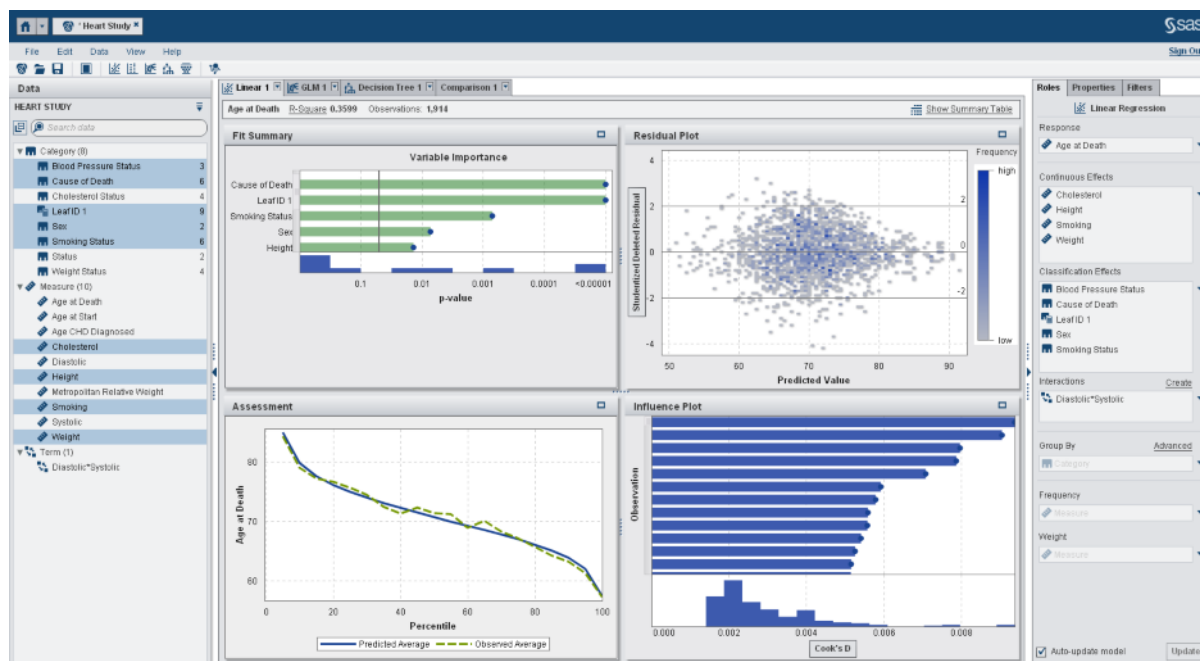 *Heart Study
sas
File Edit Data View Help
Sign Ou
Data
HEART STUDY
Search data
Category (8)
Blood Pressure Status 3
Cause of Death 6
Cholesterol Status 4
Leaf ID 1 9
Sex 2
Smoking Status 6
Status 2
Weight Status 4
Measure (10)
Age at Death
Age at Start
Age CHD Diagnosed
Cholesterol
Diastolic
Height
Metropolitan Relative Weight
Smoking
Systolic
Weight
Term (1)
Diastolic*Systolic
Linear 1 GLM 1 Decision Tree 1 Comparison 1
Age at Death R-Square 0.3599 Observations: 1,914
Show Summary Table
Fit Summary
Variable Importance
Cause of Death
Leaf ID 1
Smoking Status
Sex
Height
0.1 0.01 0.001 0.0001 <0.00001
p-value
Residual Plot
Frequency
high
low
Studentized Deleted Residual
4
2 2
0 0
-2 -2
-4
50 60 70 80 90
Predicted Value
Assessment
Age at Death
80
70
60
0 20 40 60 80 100
Percentile
Predicted Average Observed Average
Influence Plot
Observation
0.000 0.002 0.004 0.006 0.008
Cook's D
Roles Properties Filters
Linear Regression
Response
Age at Death
Continuous Effects
Cholesterol
Height
Smoking
Weight
Classification Effects
Blood Pressure Status
Cause of Death
Leaf ID 1
Sex
Smoking Status
Interactions Create
Diastolic*Systolic
Group By Advanced
Category
Frequency
Measure
Weight
Measure
Auto-update model Update